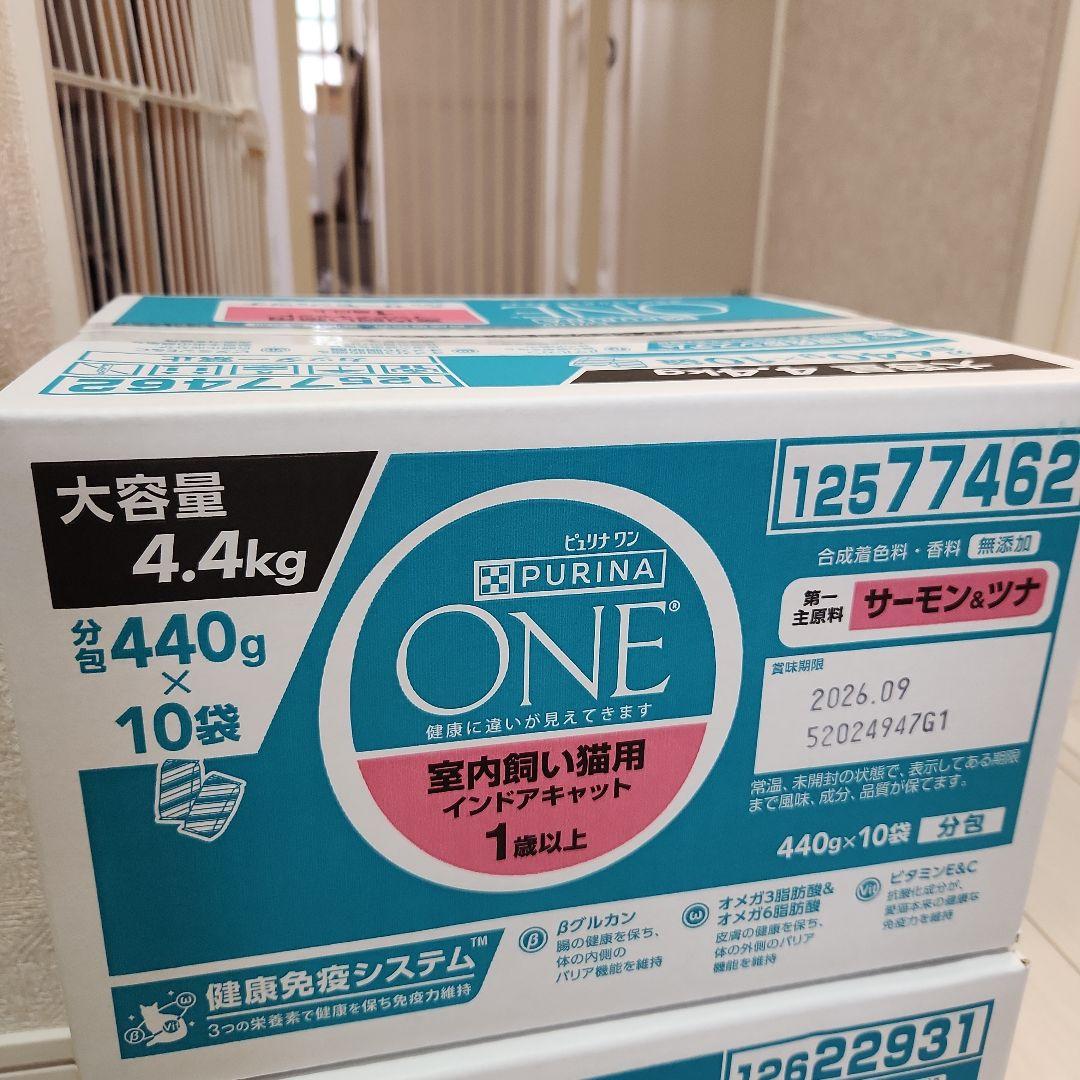 大容量 4.4kg
12577462
大容量
4.4kg
分包 440g
×
10袋
ピュリナ ワン
PURINA
ONE®
健康に違いが見えてきます
室内飼い猫用
インドアキャット
1歳以上
12577462
合成着色料・香料 無添加
第一
主原料 サーモン&ツナ
賞味期限
2026.09
52024947G1
常温、未開封の状態で、表示してある期限
まで風味、成分、品質が保てます。
440g×10袋 分包
健康免疫システム™
3つの栄養素で健康を保ち免疫力維持
β ω Vit
β
βグルカン
腸の健康を保ち、
体の内側の
バリア機能を維持
ω
オメガ3脂肪酸&
オメガ6脂肪酸
皮膚の健康を保ち、
体の外側のバリア
機能を維持
Vit
ビタミンE&C
抗酸化成分が、
愛猫本来の健康な
免疫力を維持
12622931